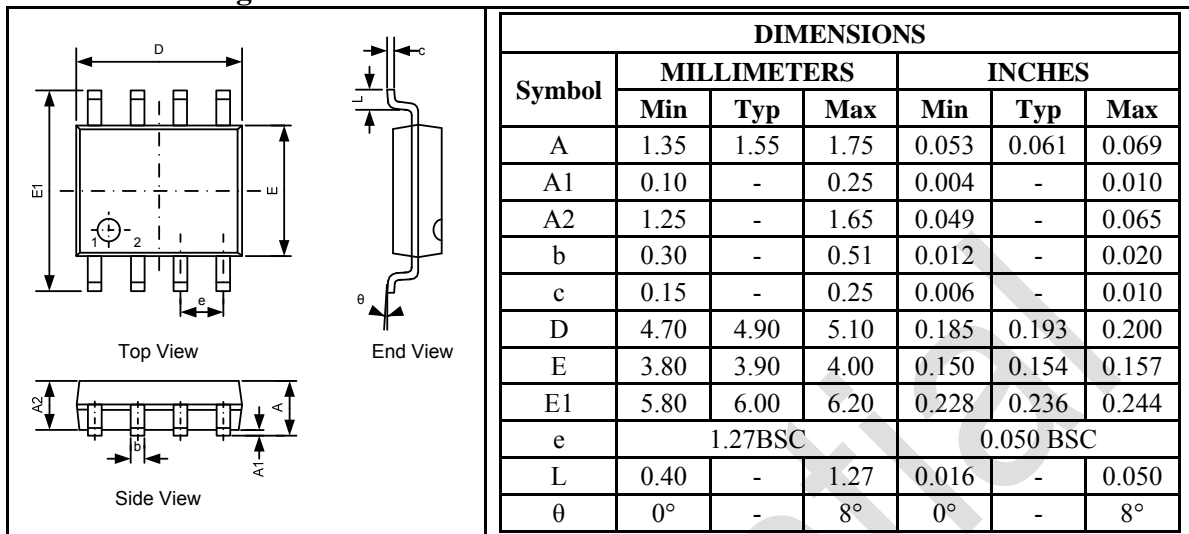 D
c
L
E1
E
1 2
e
θ
Top View
End View
A2
A
b
A1
Side View
DIMENSIONS
Symbol MILLIMETERS INCHES
Min Typ Max Min Typ Max
A 1.35 1.55 1.75 0.053 0.061 0.069
A1 0.10 - 0.25 0.004 - 0.010
A2 1.25 - 1.65 0.049 - 0.065
b 0.30 - 0.51 0.012 - 0.020
c 0.15 - 0.25 0.006 - 0.010
D 4.70 4.90 5.10 0.185 0.193 0.200
E 3.80 3.90 4.00 0.150 0.154 0.157
E1 5.80 6.00 6.20 0.228 0.236 0.244
e 1.27BSC 0.050 BSC
L 0.40 - 1.27 0.016 - 0.050
θ 0° - 8° 0° - 8°